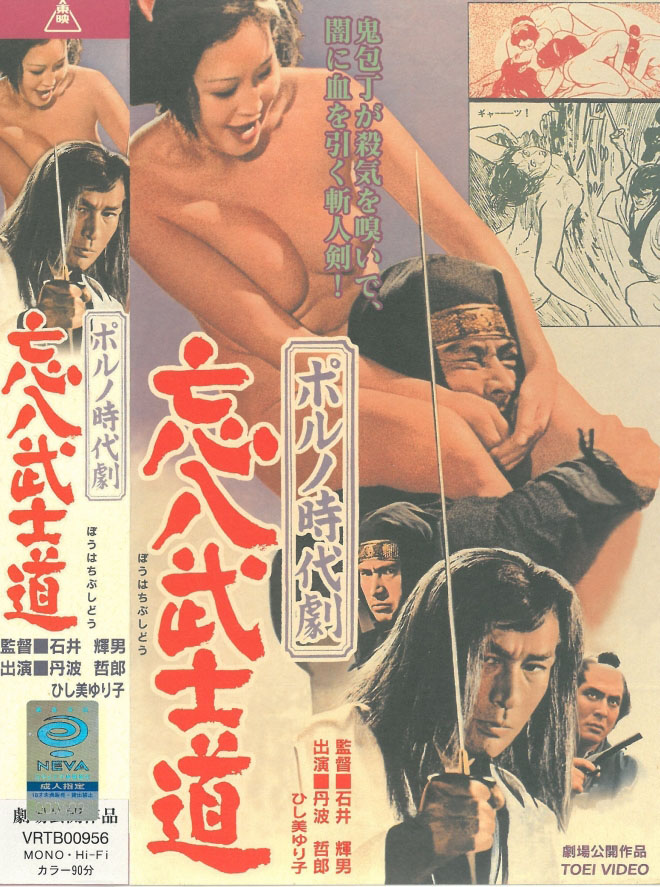 東映
ポルノ時代劇
忘八武士道
ぼうはちぶしどう
監督■石井 輝男
出演■丹波 哲郎
ひし美ゆり子
NEVA
成人指定
劇場公開作品
VRTB00956
MONO・Hi-Fi
カラー90分
鬼包丁が殺気を嗅いで、
闇に血を引く斬人剣！
ギャーーッ！
ポルノ時代劇
忘八武士道
ぼうはちぶしどう
監督■石井 輝男
出演■丹波 哲郎
ひし美ゆり子
劇場公開作品
TOEI VIDEO